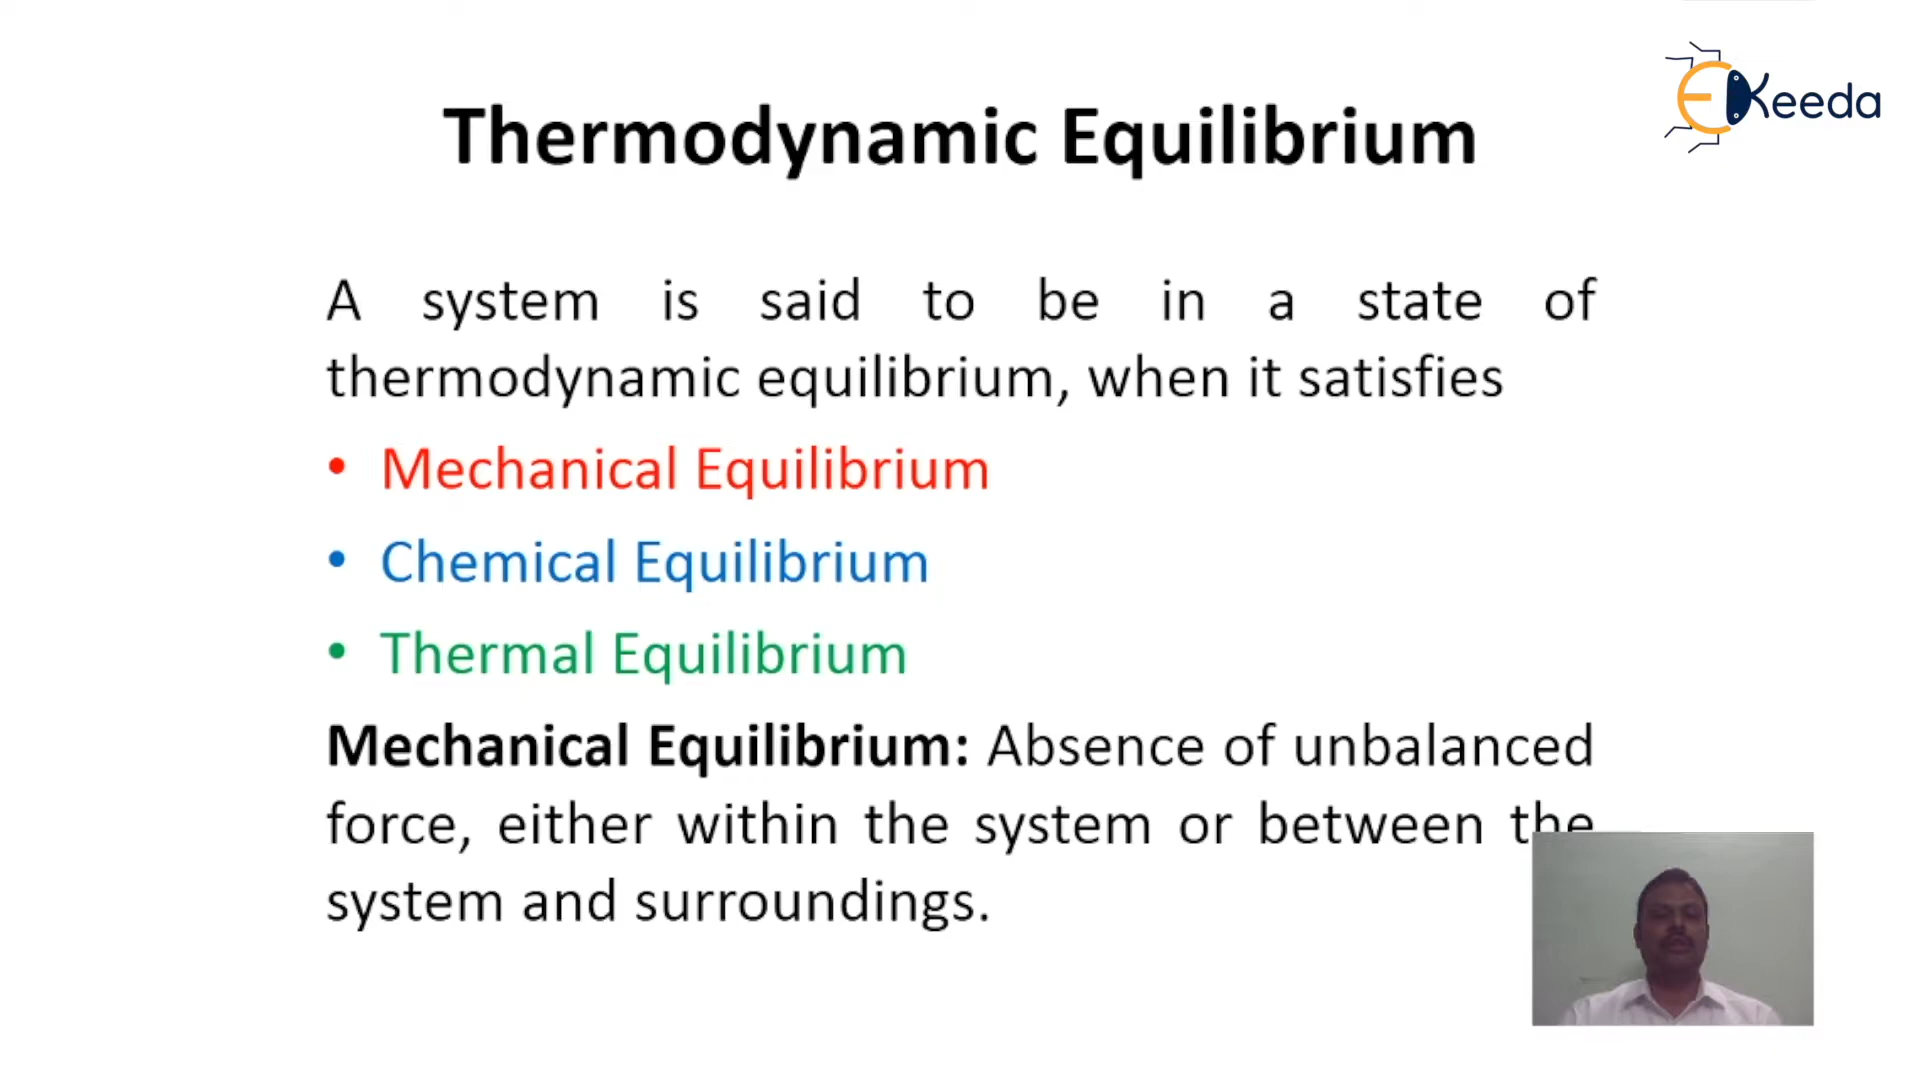 EKeeda
Thermodynamic Equilibrium
A system is said to be in a state of
thermodynamic equilibrium, when it satisfies
• Mechanical Equilibrium
• Chemical Equilibrium
• Thermal Equilibrium
Mechanical Equilibrium: Absence of unbalanced
force, either within the system or between the
system and surroundings.